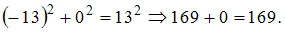 (−13)² + 0² = 13² ⇒ 169 + 0 = 169.